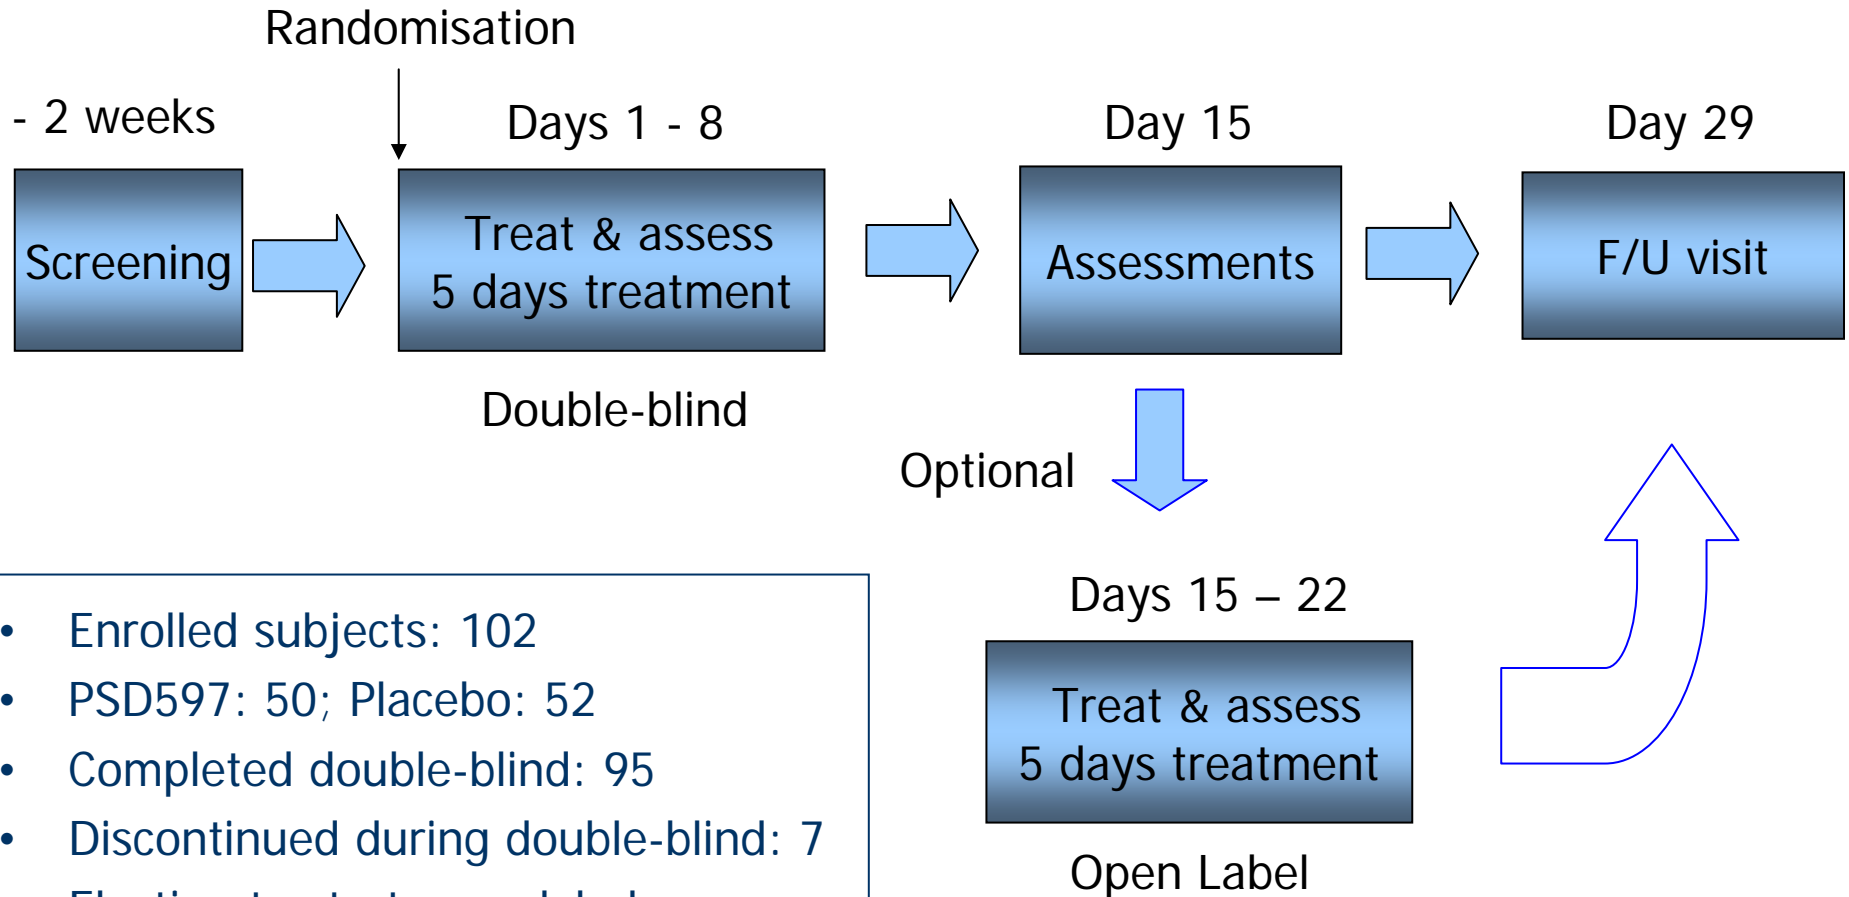 Randomisation
- 2 weeks
Days 1 - 8
Day 15
Day 29
Screening
Treat & assess
5 days treatment
Assessments
F/U visit
Double-blind
Optional
Days 15 – 22
Treat & assess
5 days treatment
Open Label
• Enrolled subjects: 102
• PSD597: 50; Placebo: 52
• Completed double-blind: 95
• Discontinued during double-blind: 7